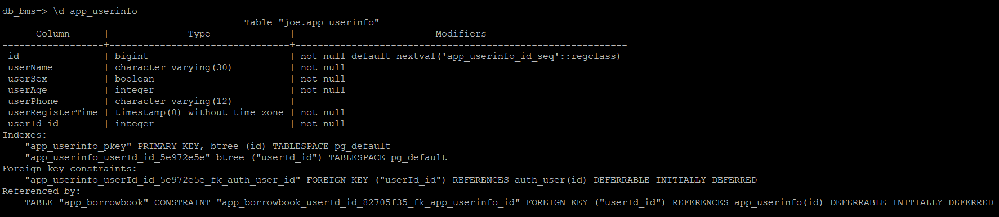 db_bms=> \d app_userinfo
Table "joe.app_userinfo"
Column | Type | Modifiers
------------------+--------------------------------+-----------------------------------------------------------
id | bigint | not null default nextval('app_userinfo_id_seq'::regclass)
userName | character varying(30) | not null
userSex | boolean | not null
userAge | integer | not null
userPhone | character varying(12) |
userRegisterTime | timestamp(0) without time zone | not null
userId_id | integer | not null
Indexes:
"app_userinfo_pkey" PRIMARY KEY, btree (id) TABLESPACE pg_default
"app_userinfo_userId_id_5e972e5e" btree ("userId_id") TABLESPACE pg_default
Foreign-key constraints:
"app_userinfo_userId_id_5e972e5e_fk_auth_user_id" FOREIGN KEY ("userId_id") REFERENCES auth_user(id) DEFERRABLE INITIALLY DEFERRED
Referenced by:
TABLE "app_borrowbook" CONSTRAINT "app_borrowbook_userId_id_82705f35_fk_app_userinfo_id" FOREIGN KEY ("userId_id") REFERENCES app_userinfo(id) DEFERRABLE INITIALLY DEFERRED